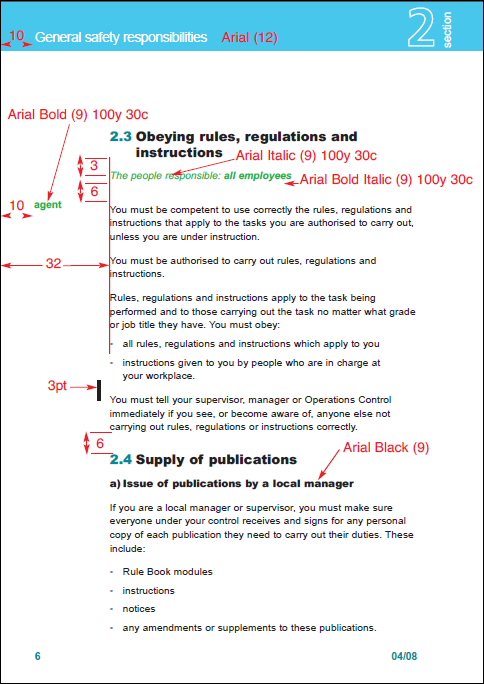 10 General safety responsibilities Arial (12)
2 section
Arial Bold (9) 100y 30c
2.3 Obeying rules, regulations and
instructions
Arial Italic (9) 100y 30c
3
The people responsible: all employees
Arial Bold Italic (9) 100y 30c
6
10 agent
You must be competent to use correctly the rules, regulations and
instructions that apply to the tasks you are authorised to carry out,
unless you are under instruction.
32
You must be authorised to carry out rules, regulations and
instructions.
Rules, regulations and instructions apply to the task being
performed and to those carrying out the task no matter what grade
or job title they have. You must obey:
- all rules, regulations and instructions which apply to you
- instructions given to you by people who are in charge at
your workplace.
3pt
You must tell your supervisor, manager or Operations Control
immediately if you see, or become aware of, anyone else not
carrying out rules, regulations or instructions correctly.
6
Arial Black (9)
2.4 Supply of publications
a) Issue of publications by a local manager
If you are a local manager or supervisor, you must make sure
everyone under your control receives and signs for any personal
copy of each publication they need to carry out their duties. These
include:
- Rule Book modules
- instructions
- notices
- any amendments or supplements to these publications.
6 04/08